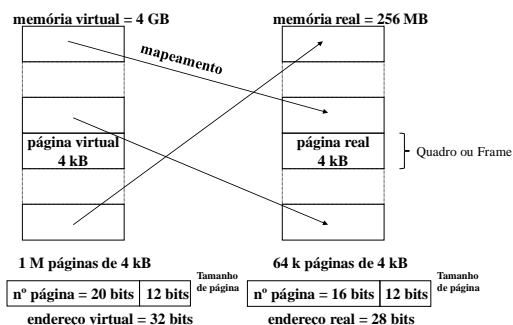 memória virtual = 4 GB
memória real = 256 MB
mapeamento
página virtual
4 kB
página real
4 kB
Quadro ou Frame
1 M páginas de 4 kB
64 k páginas de 4 kB
Tamanho
de página
Tamanho
de página
nº página = 20 bits
12 bits
nº página = 16 bits
12 bits
endereço virtual = 32 bits
endereço real = 28 bits